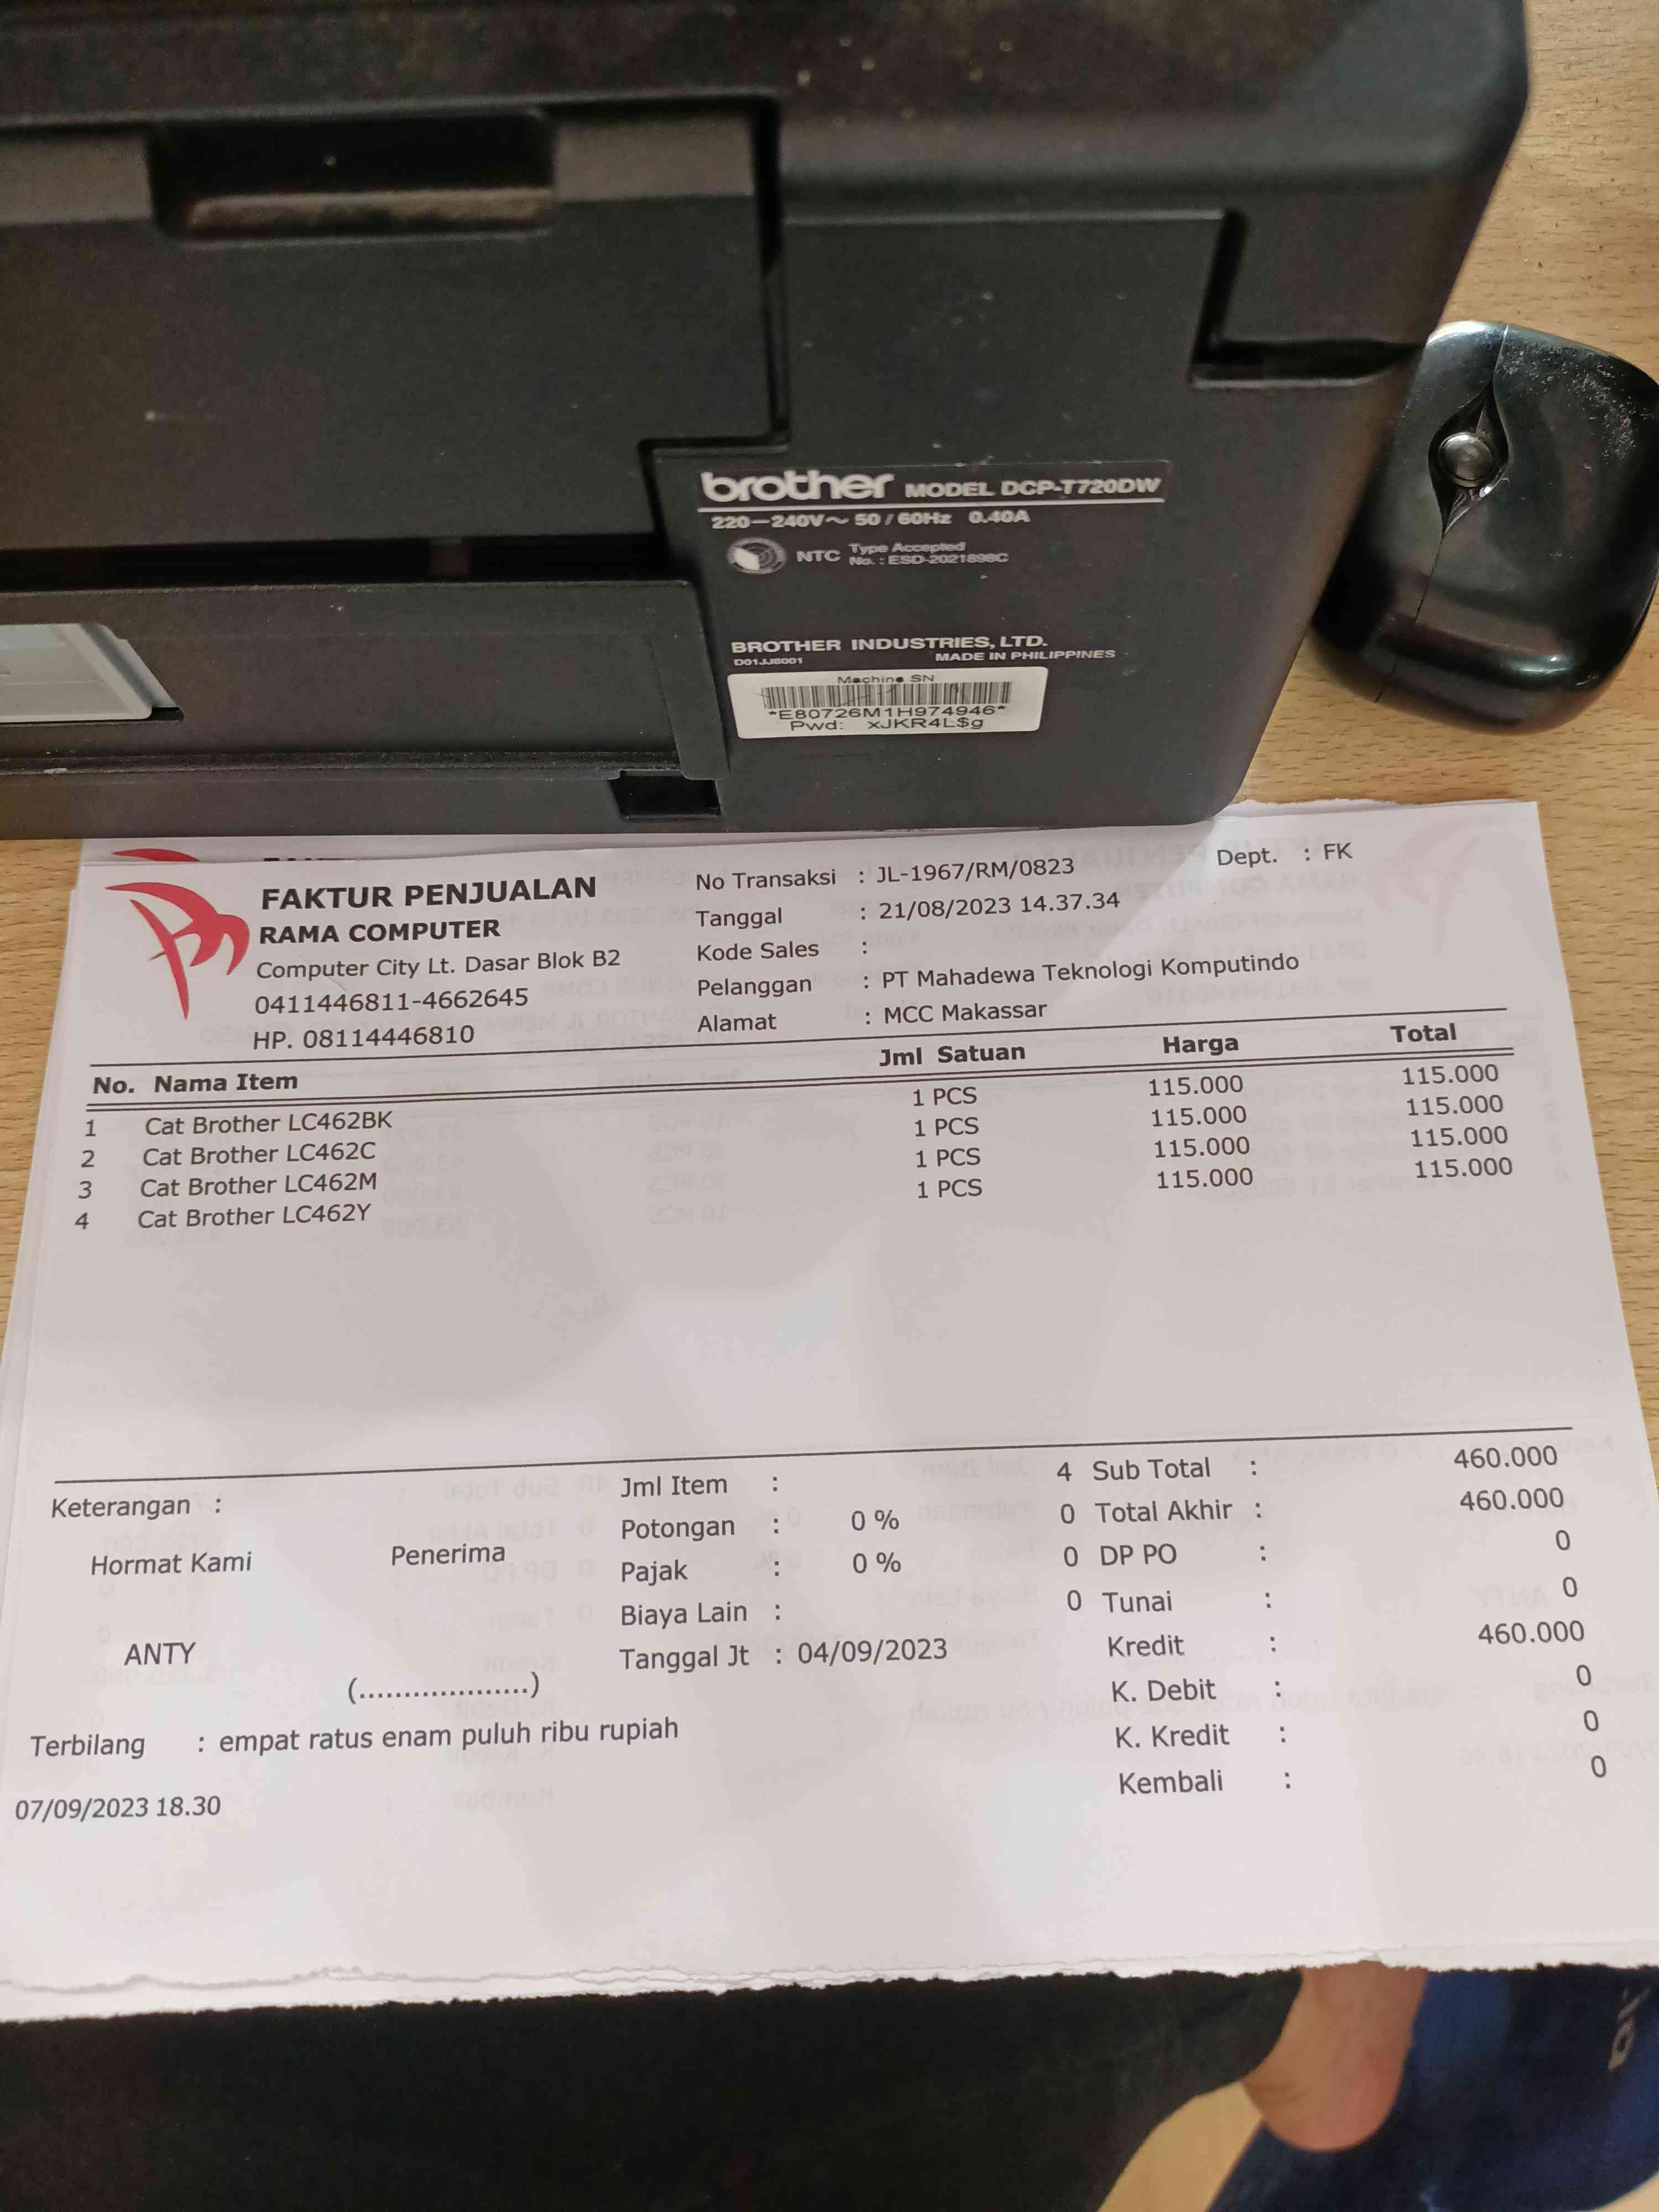 brother MODEL DCP-T720DW
220—240V～ 50 / 60Hz 0.40A
NTC Type Accepted
No. : ESD-2021898C
BROTHER INDUSTRIES, LTD.
D01JJ8001 MADE IN PHILIPPINES
Machine SN
*E80726M1H974946*
Pwd: xJKR4L$g
FAKTUR PENJUALAN
RAMA COMPUTER
Computer City Lt. Dasar Blok B2
0411446811-4662645
HP. 08114446810
No Transaksi : JL-1967/RM/0823 Dept. : FK
Tanggal : 21/08/2023 14.37.34
Kode Sales :
Pelanggan : PT Mahadewa Teknologi Komputindo
Alamat : MCC Makassar
No. Nama Item Jml Satuan Harga Total
1 Cat Brother LC462BK 1 PCS 115.000 115.000
2 Cat Brother LC462C 1 PCS 115.000 115.000
3 Cat Brother LC462M 1 PCS 115.000 115.000
4 Cat Brother LC462Y 1 PCS 115.000 115.000
Keterangan :
Hormat Kami Penerima
ANTY
(....................)
Jml Item : 4
Potongan : 0 % 0
Pajak : 0 % 0
Biaya Lain : 0
Tanggal Jt : 04/09/2023
Sub Total : 460.000
Total Akhir : 460.000
DP PO : 0
Tunai : 0
Kredit : 460.000
K. Debit : 0
K. Kredit : 0
Kembali : 0
Terbilang : empat ratus enam puluh ribu rupiah
07/09/2023 18.30